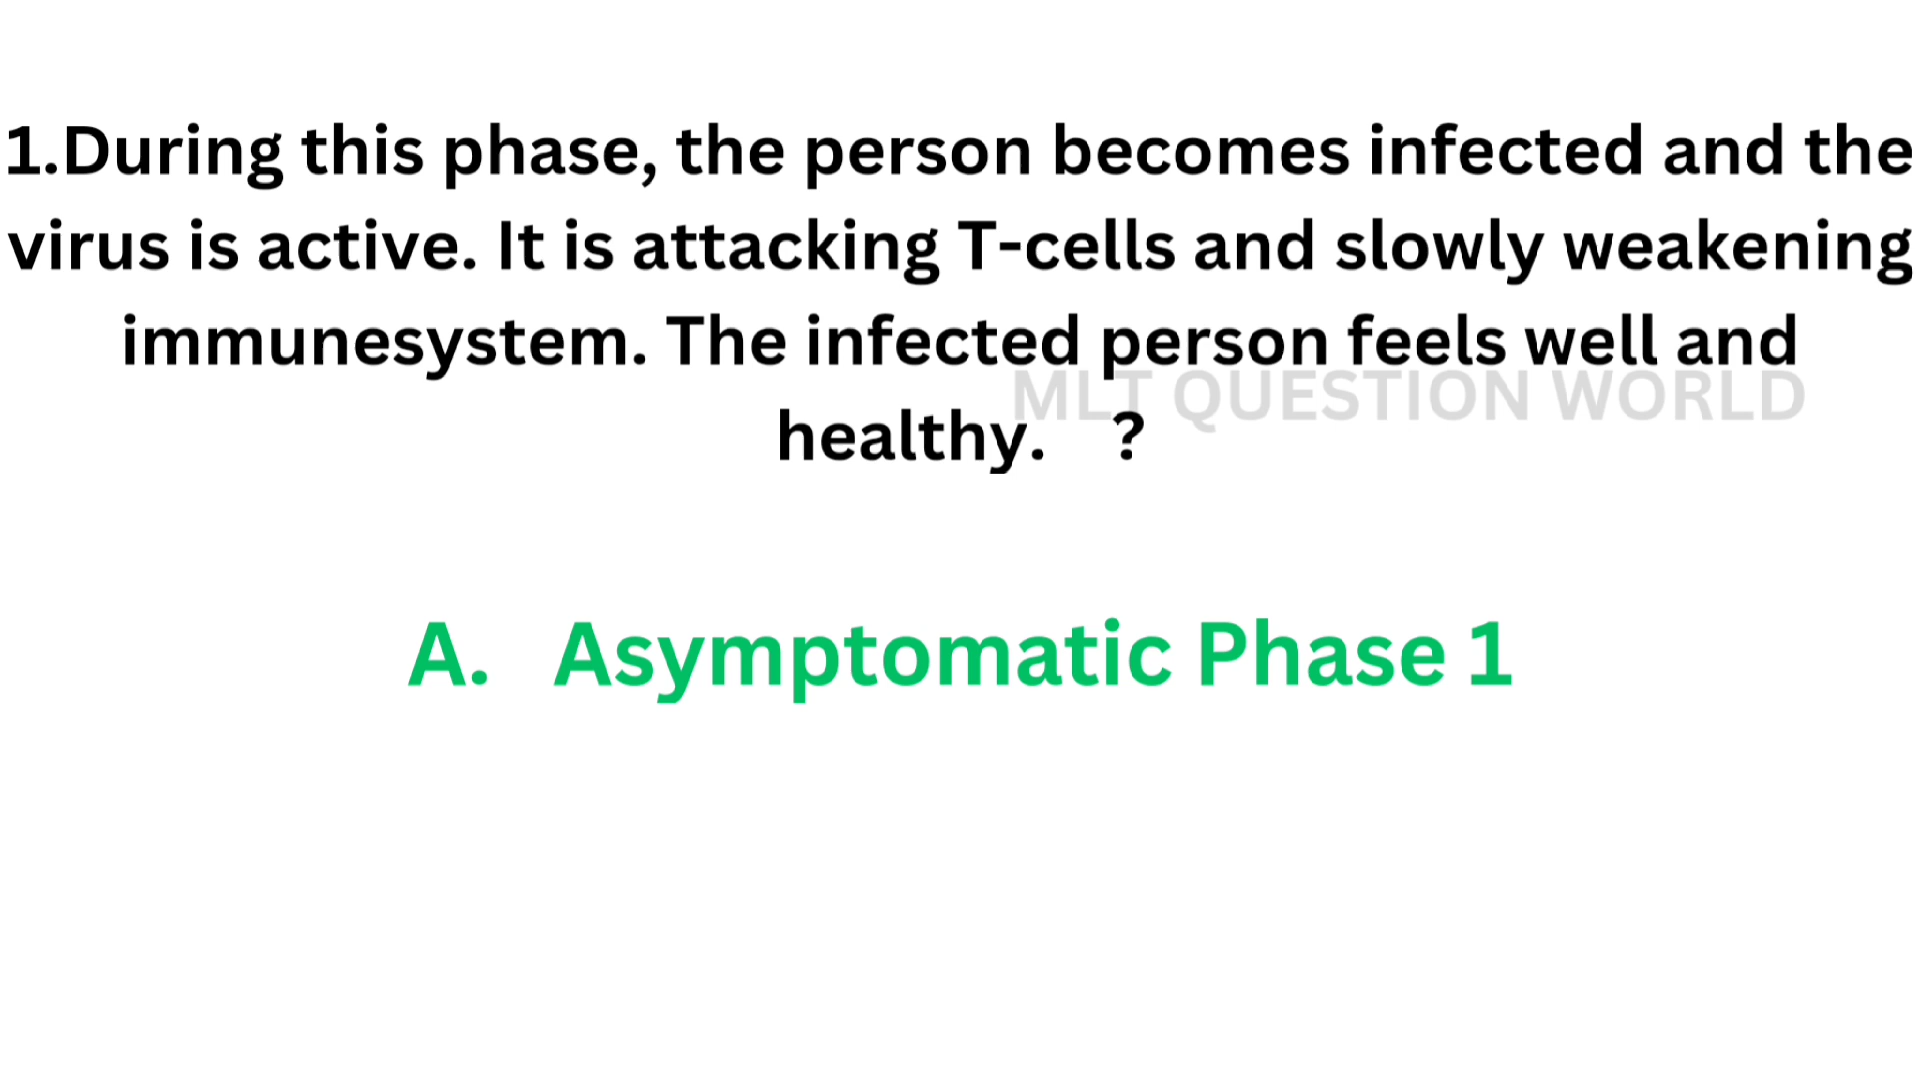 1.During this phase, the person becomes infected and the
virus is active. It is attacking T-cells and slowly weakening
immunesystem. The infected person feels well and
MLT QUESTION WORLD
healthy. ?
A. Asymptomatic Phase 1